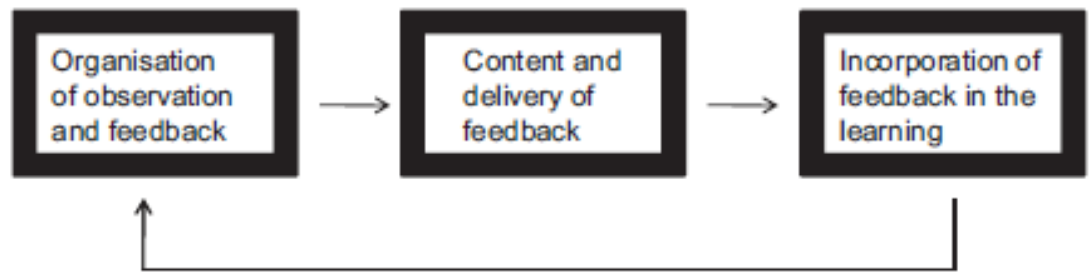 Organisation
of observation
and feedback
Content and
delivery of
feedback
Incorporation of
feedback in the
learning